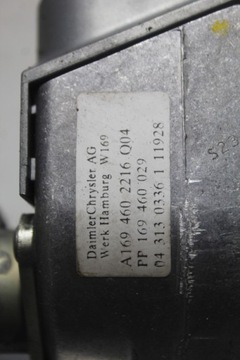 DaimlerChrysler AG
Werk Hamburg W169
A169 460 2216 Q04
PP 169 460 029
04 313 0336 1 11928